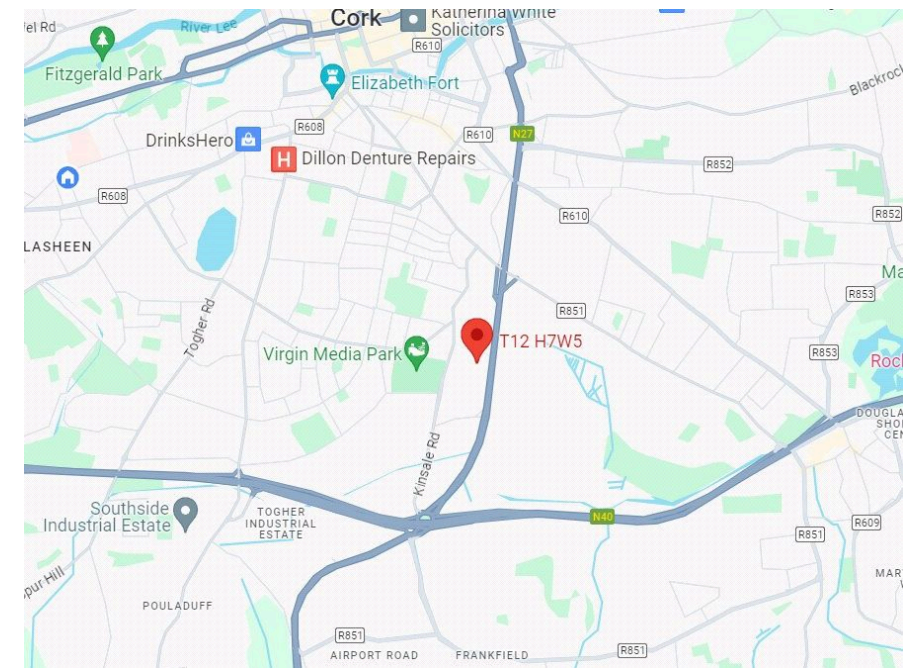 Cork
Katherina White
Solicitors
River Lee
R610
Fitzgerald Park
Elizabeth Fort
Blackrock
R608
DrinksHero
R610
N27
H Dillon Denture Repairs
R852
R608
R610
R852
LASHEEN
Ma
R853
R851
Togher Rd
T12 H7W5
Virgin Media Park
R853
Roc
DOUGLA
SHO
CEN
Kinsale Rd
Southside
Industrial Estate
TOGHER
INDUSTRIAL
ESTATE
N40
R609
R851
pur Hill
MAR
POULADUFF
R851
R851
AIRPORT ROAD
FRANKFIELD